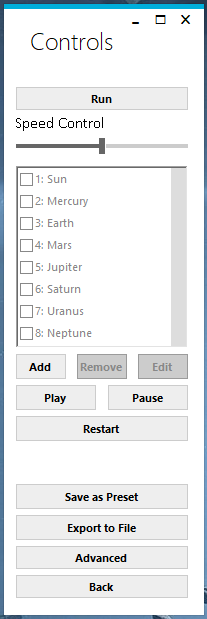 Controls
Run
Speed Control
1: Sun
2: Mercury
3: Earth
4: Mars
5: Jupiter
6: Saturn
7: Uranus
8: Neptune
Add Remove Edit
Play Pause
Restart
Save as Preset
Export to File
Advanced
Back